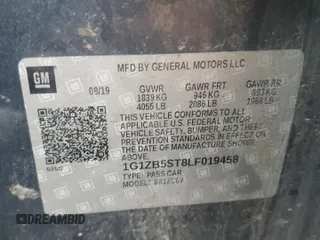 GM
MFD BY GENERAL MOTORS LLC
08/19 GVWR GAWR FRT GAWR RR
1839 KG 946 KG 893 KG
4055 LB 2086 LB 1968 LB
THIS VEHICLE CONFORMS TO ALL APPLICABLE
U.S. FEDERAL MOTOR VEHICLE SAFETY, BUMPER,
AND THEFT PREVENTION STANDARDS IN EFFECT
ON THE DATE OF MANUFACTURE SHOWN ABOVE.
1G1ZB5ST8LF019458
TYPE: PASS CAR
MODEL:
DREAMBID